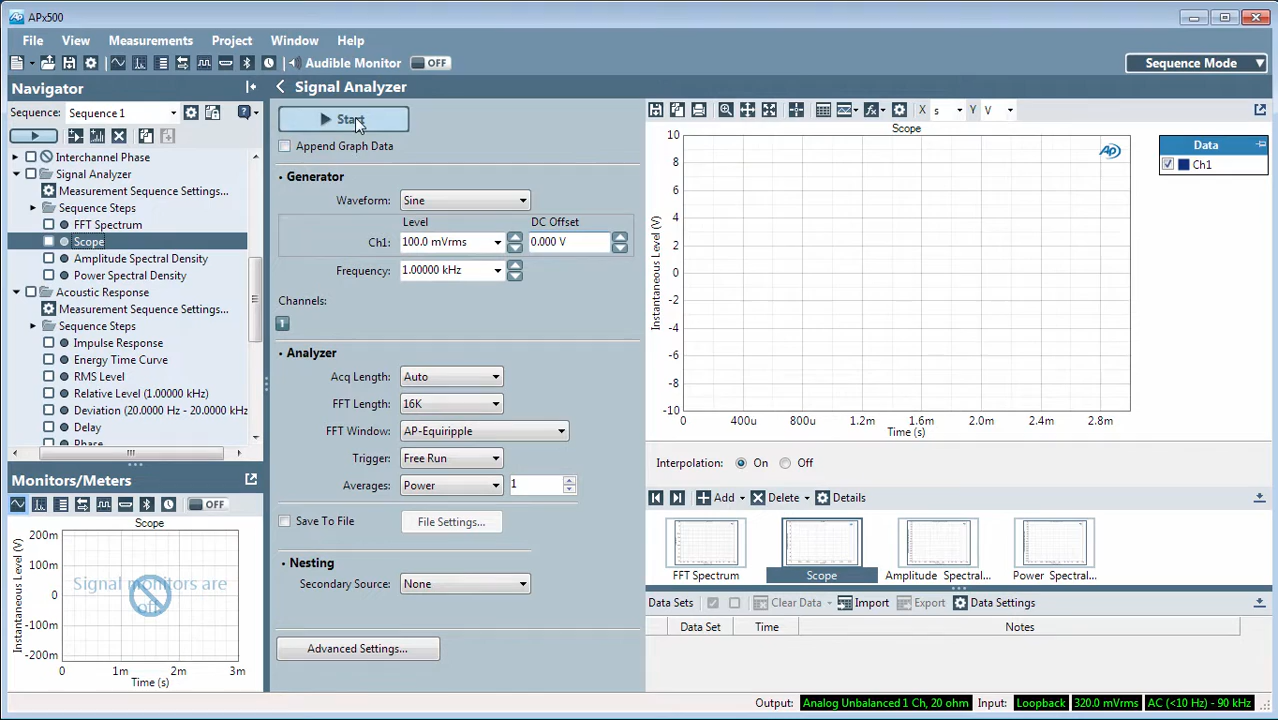 APx500
File View Measurements Project Window Help
Audible Monitor OFF Sequence Mode
Navigator
Sequence: Sequence 1
Interchannel Phase
Signal Analyzer
Measurement Sequence Settings...
Sequence Steps
FFT Spectrum
Scope
Amplitude Spectral Density
Power Spectral Density
Acoustic Response
Measurement Sequence Settings...
Sequence Steps
Impulse Response
Energy Time Curve
RMS Level
Relative Level (1.00000 kHz)
Deviation (20.0000 Hz - 20.0000 kHz
Delay
Phase
Monitors/Meters
OFF
Scope
Instantaneous Level (V)
200m
100m
0
-100m
-200m
Signal monitors are
off
0 1m 2m 3m
Time (s)
Signal Analyzer
Start
Append Graph Data
Generator
Waveform: Sine
Level DC Offset
Ch1: 100.0 mVrms 0.000 V
Frequency: 1.00000 kHz
Channels:
1
Analyzer
Acq Length: Auto
FFT Length: 16K
FFT Window: AP-Equiripple
Trigger: Free Run
Averages: Power 1
Save To File File Settings...
Nesting
Secondary Source: None
Advanced Settings...
X s Y V
Scope
Instantaneous Level (V)
10
8
6
4
2
0
-2
-4
-6
-8
-10
0 400u 800u 1.2m 1.6m 2.0m 2.4m 2.8m
Time (s)
AP
Data
Ch1
Interpolation: On Off
Add Delete Details
FFT Spectrum Scope Amplitude Spectral... Power Spectral...
Data Sets Clear Data Import Export Data Settings
Data Set Time Notes
Output: Analog Unbalanced 1 Ch, 20 ohm Input: Loopback 320.0 mVrms AC (<10 Hz) - 90 kHz